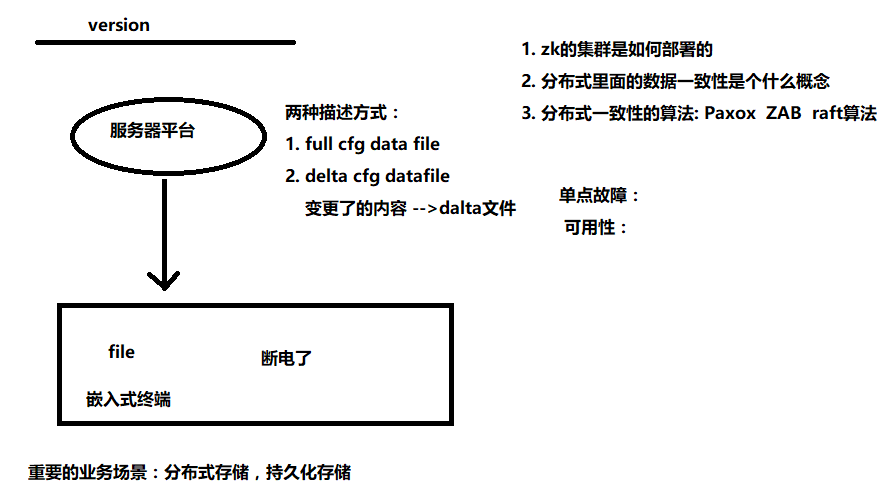 version
服务器平台
两种描述方式：
1. full cfg data file
2. delta cfg datafile
变更了的内容 -->dalta文件
1. zk的集群是如何部署的
2. 分布式里面的数据一致性是个什么概念
3. 分布式一致性的算法: Paxox ZAB raft算法
单点故障：
可用性：
file
断电了
嵌入式终端
重要的业务场景：分布式存储，持久化存储